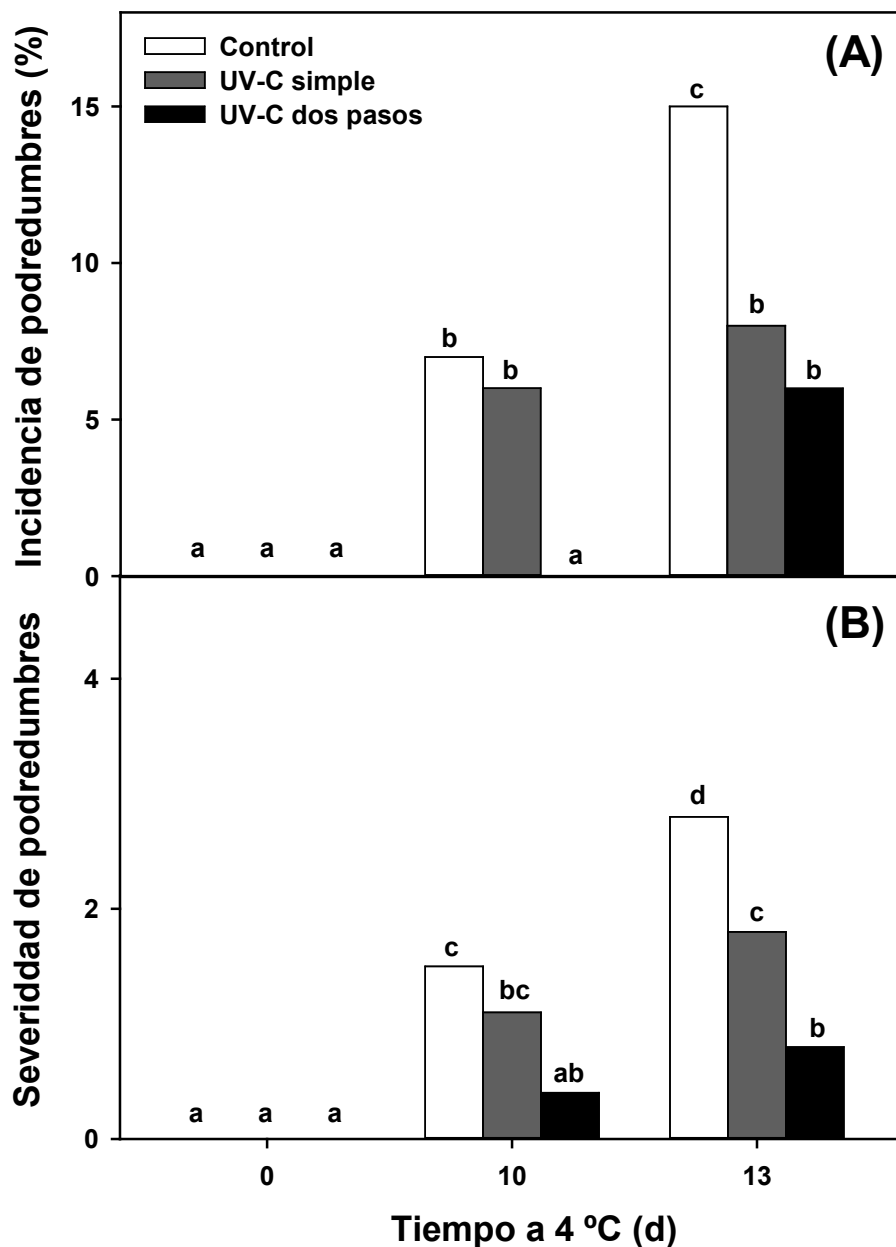 Incidencia de podredumbres (%)
(A)
Control
UV-C simple
UV-C dos pasos
15
10
5
0
c
b
b
b
b
a
a
a
a
Severiddad de podredumbres
(B)
4
2
0
d
c
c
bc
b
ab
a
a
a
0
10
13
Tiempo a 4 ºC (d)